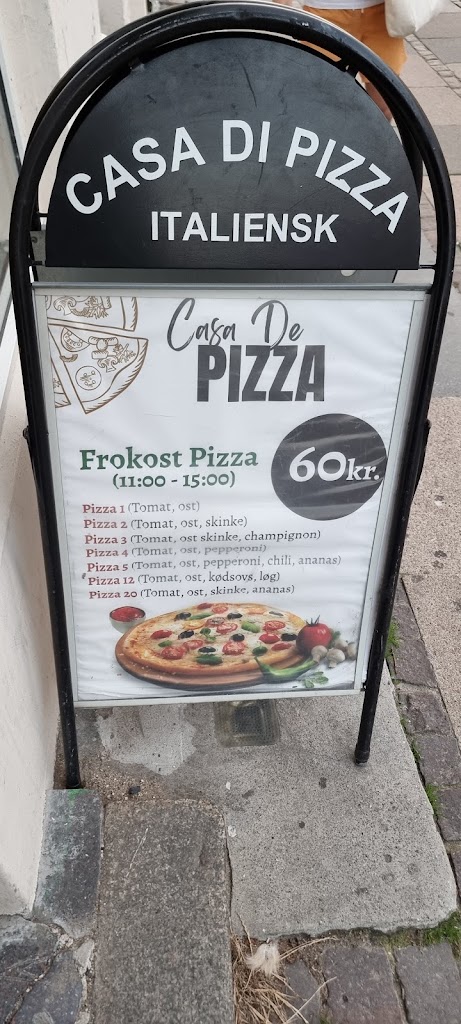 CASA DI PIZZA
ITALIENSK
Casa De
PIZZA
Frokost Pizza
(11:00 - 15:00)
60kr.
Pizza 1 (Tomat, ost)
Pizza 2 (Tomat, ost, skinke)
Pizza 3 (Tomat, ost skinke, champignon)
Pizza 4 (Tomat, ost, pepperoni)
Pizza 5 (Tomat, ost, pepperoni, chili, ananas)
Pizza 12 (Tomat, ost, kødsovs, løg)
Pizza 20 (Tomat, ost, skinke, ananas)